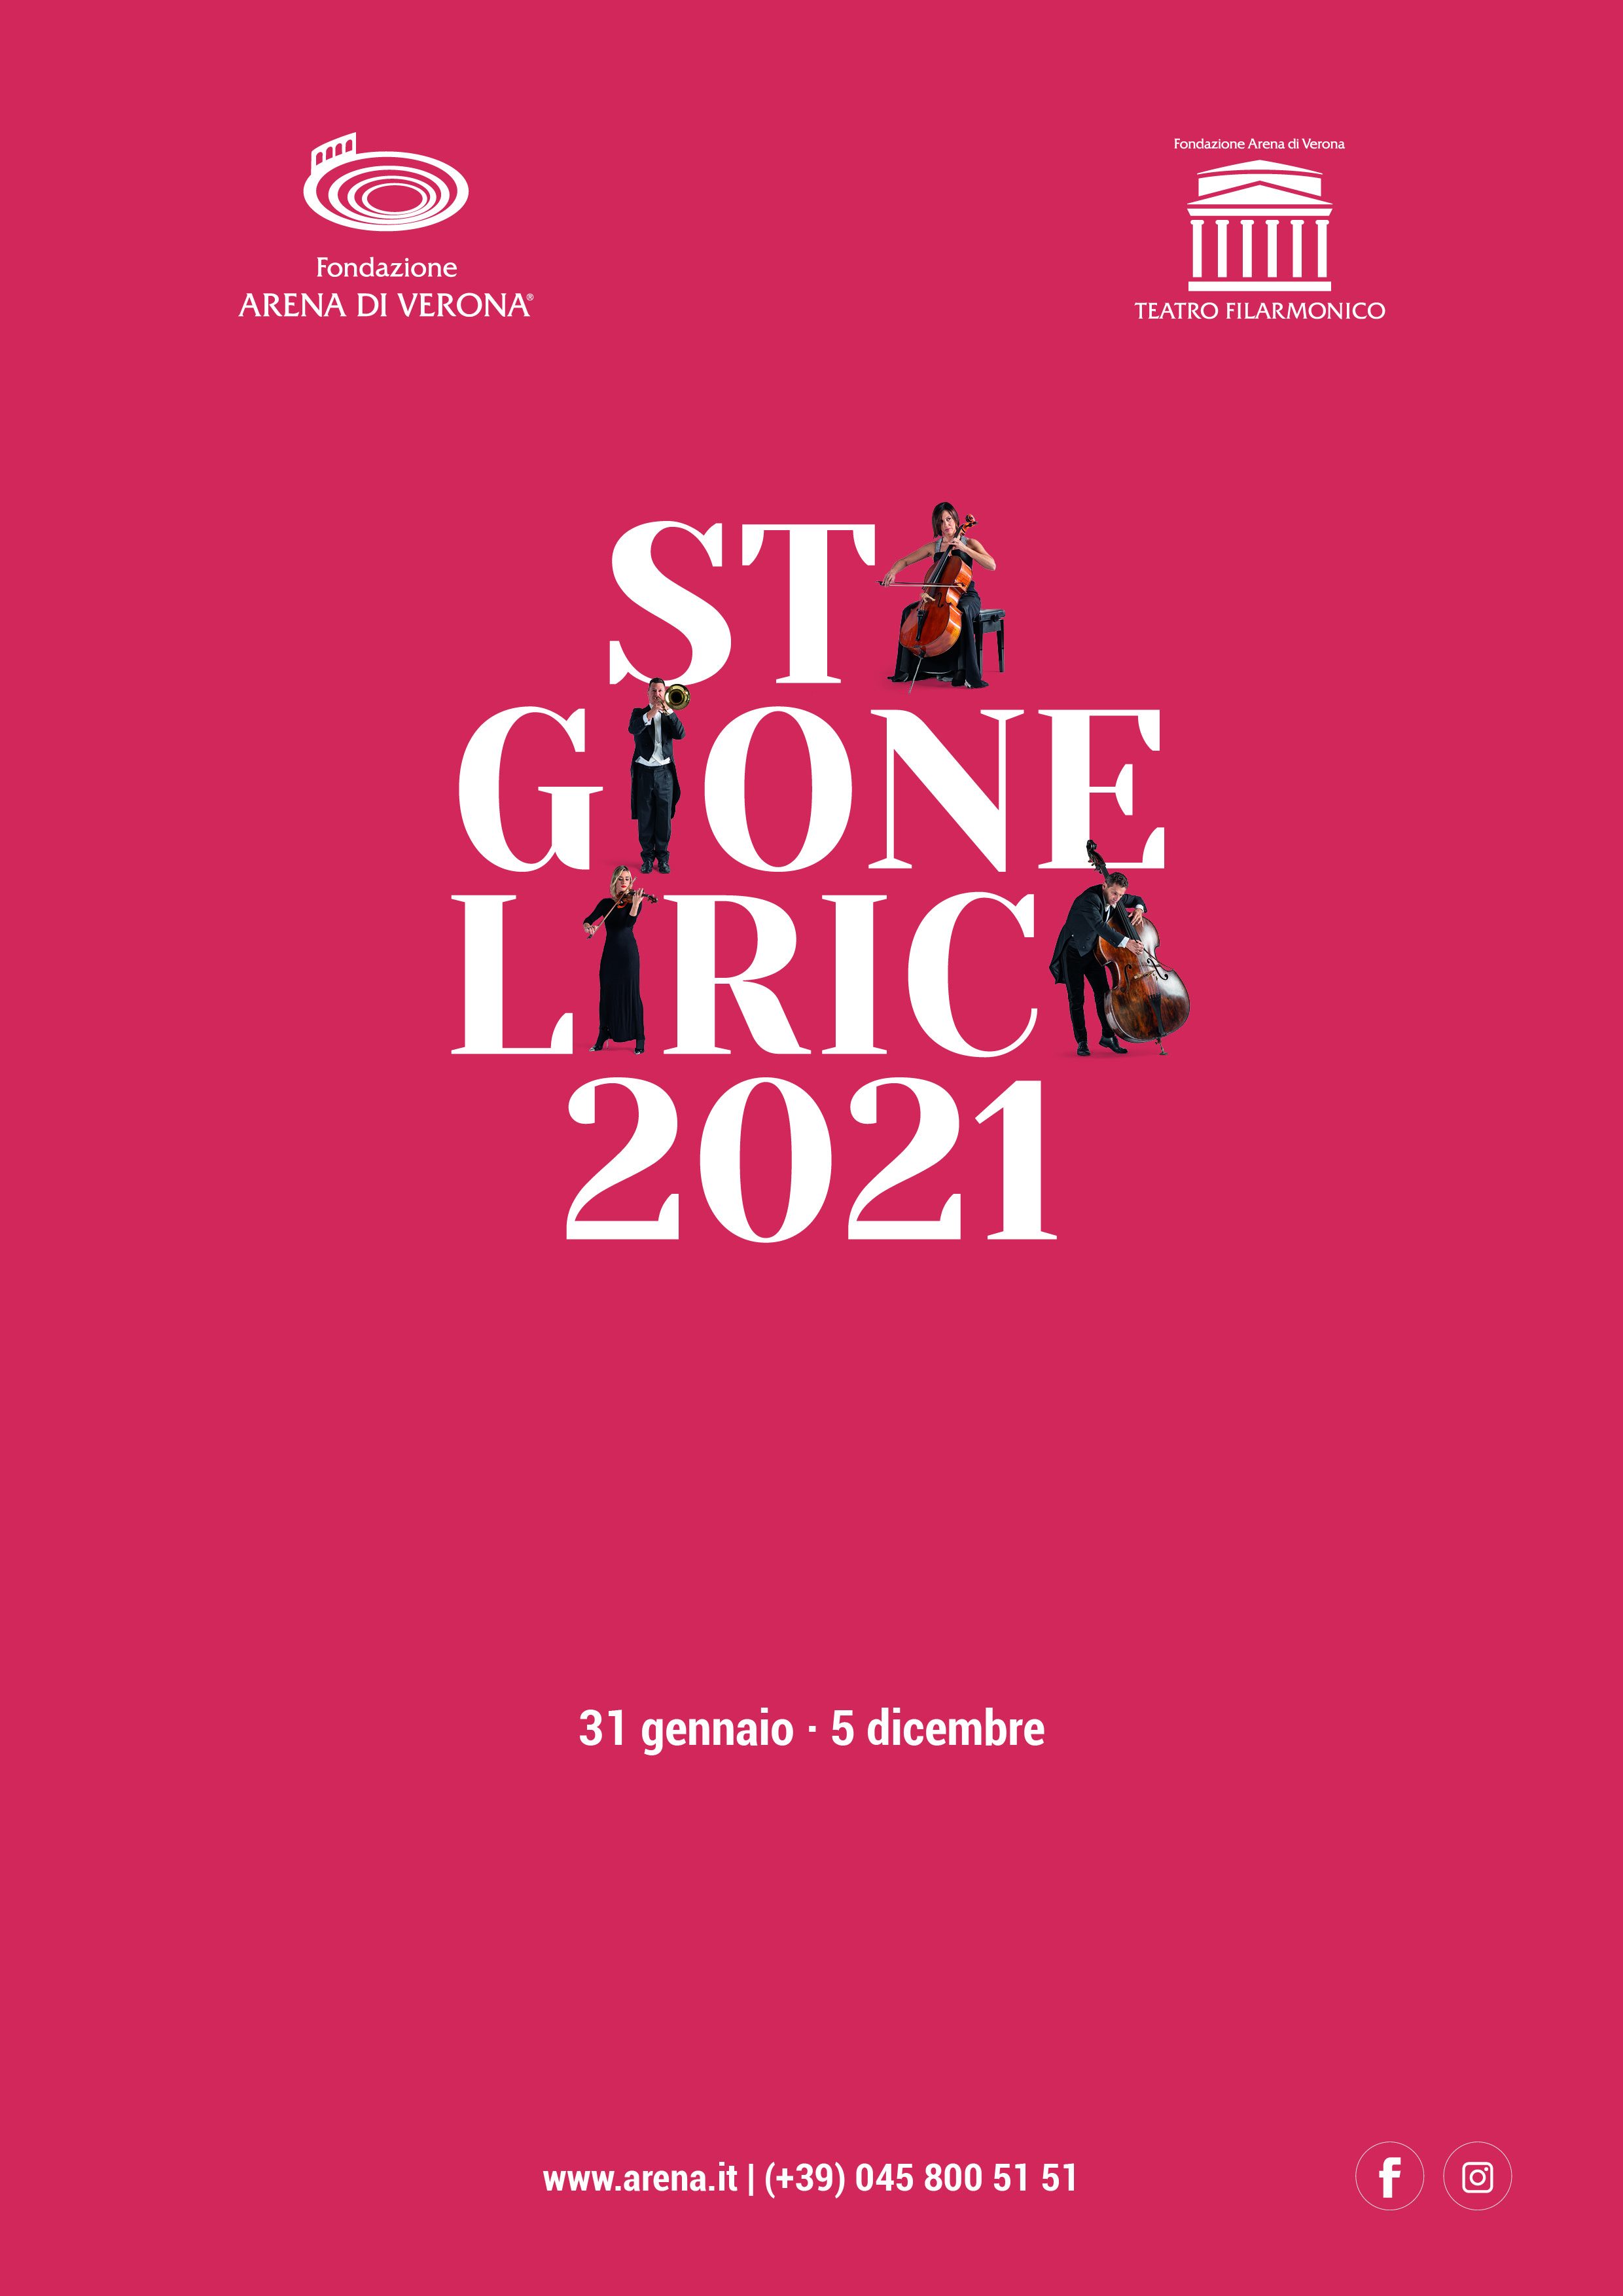 Fondazione
ARENA DI VERONA®
Fondazione Arena di Verona
TEATRO FILARMONICO
ST
G ONE
L RIC
2021
31 gennaio · 5 dicembre
www.arena.it | (+39) 045 800 51 51